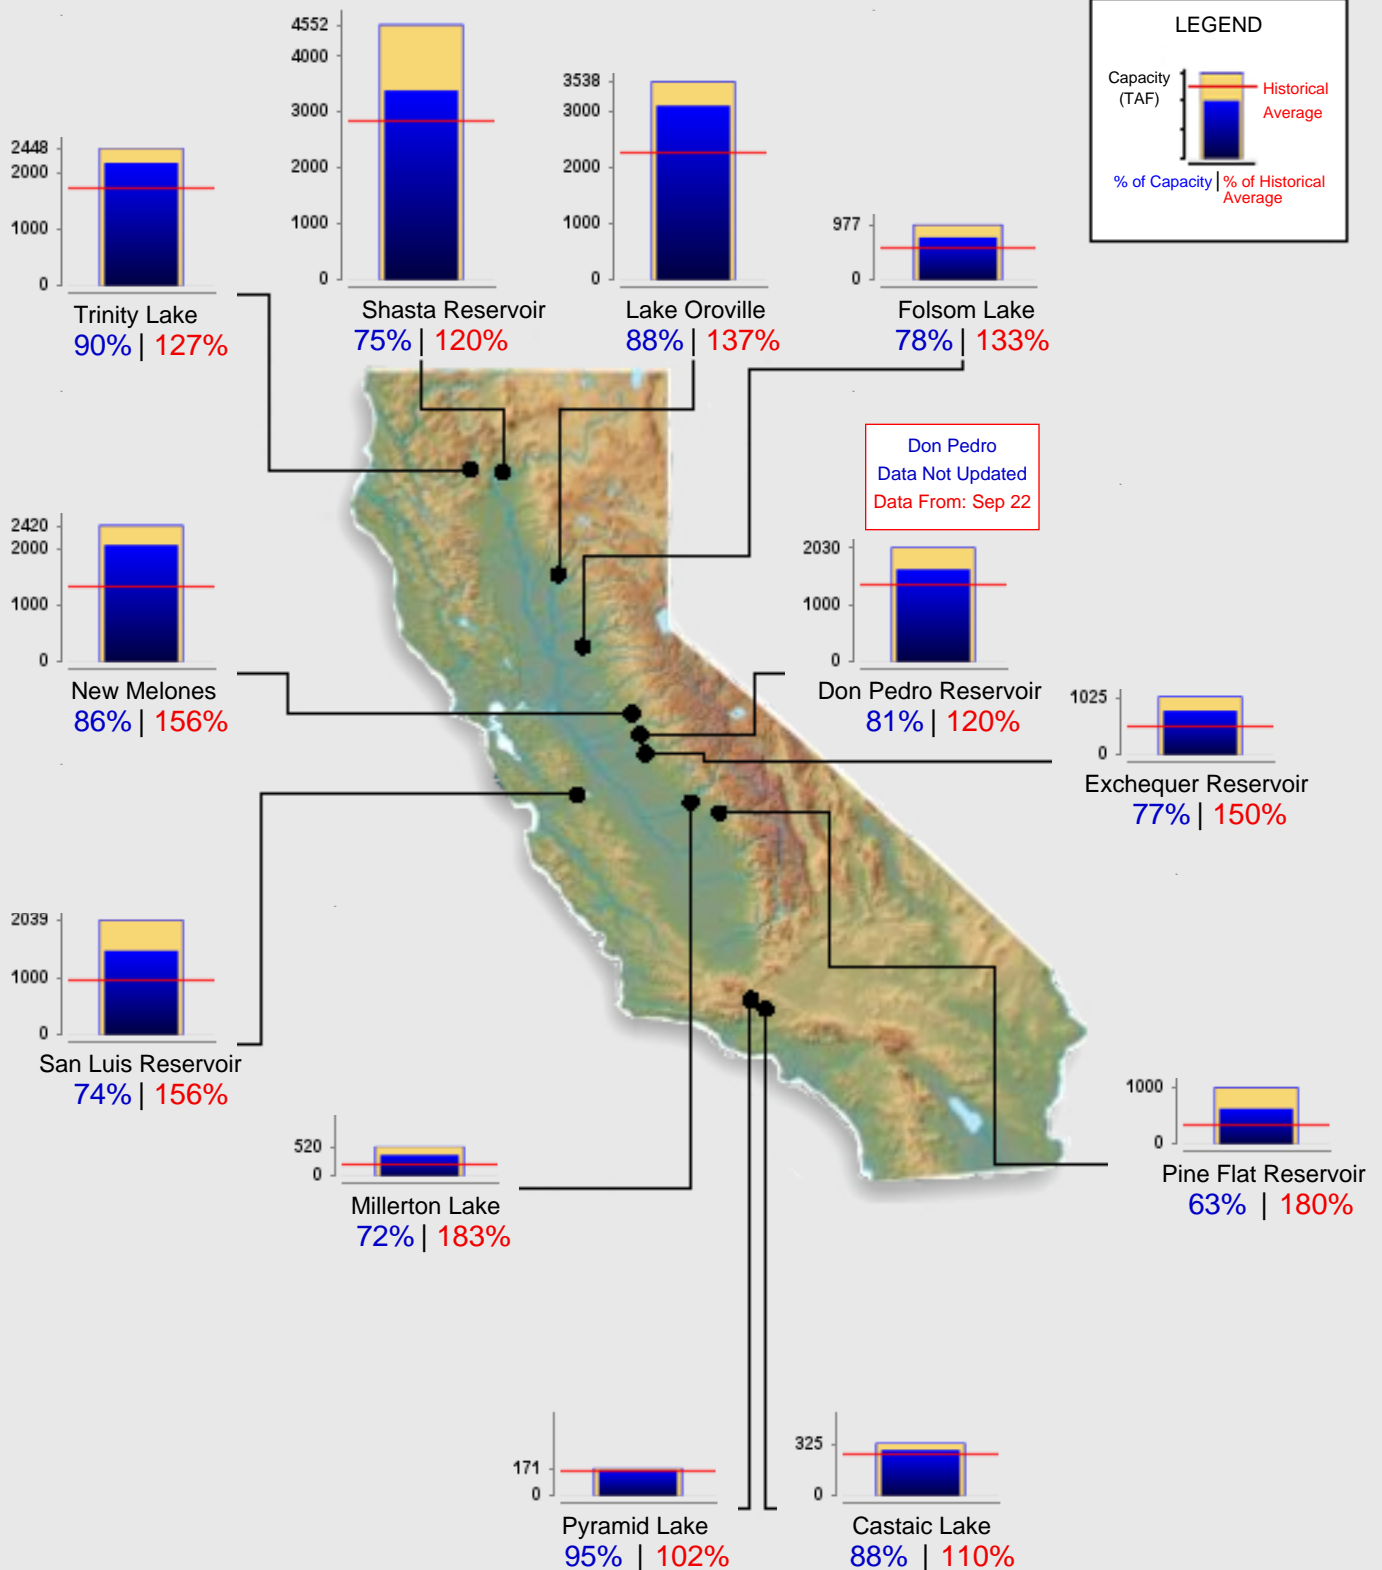 LEGEND
Capacity
(TAF)
Historical
Average
% of Capacity | % of Historical
Average
4552
4000
3000
2000
1000
0
Shasta Reservoir
75% | 120%
3538
3000
2000
1000
0
Lake Oroville
88% | 137%
2448
2000
1000
0
Trinity Lake
90% | 127%
977
0
Folsom Lake
78% | 133%
Don Pedro
Data Not Updated
Data From: Sep 22
2420
2000
1000
0
New Melones
86% | 156%
2030
1000
0
Don Pedro Reservoir
81% | 120%
1025
0
Exchequer Reservoir
77% | 150%
2039
1000
0
San Luis Reservoir
74% | 156%
520
0
Millerton Lake
72% | 183%
1000
0
Pine Flat Reservoir
63% | 180%
171
0
Pyramid Lake
95% | 102%
325
0
Castaic Lake
88% | 110%